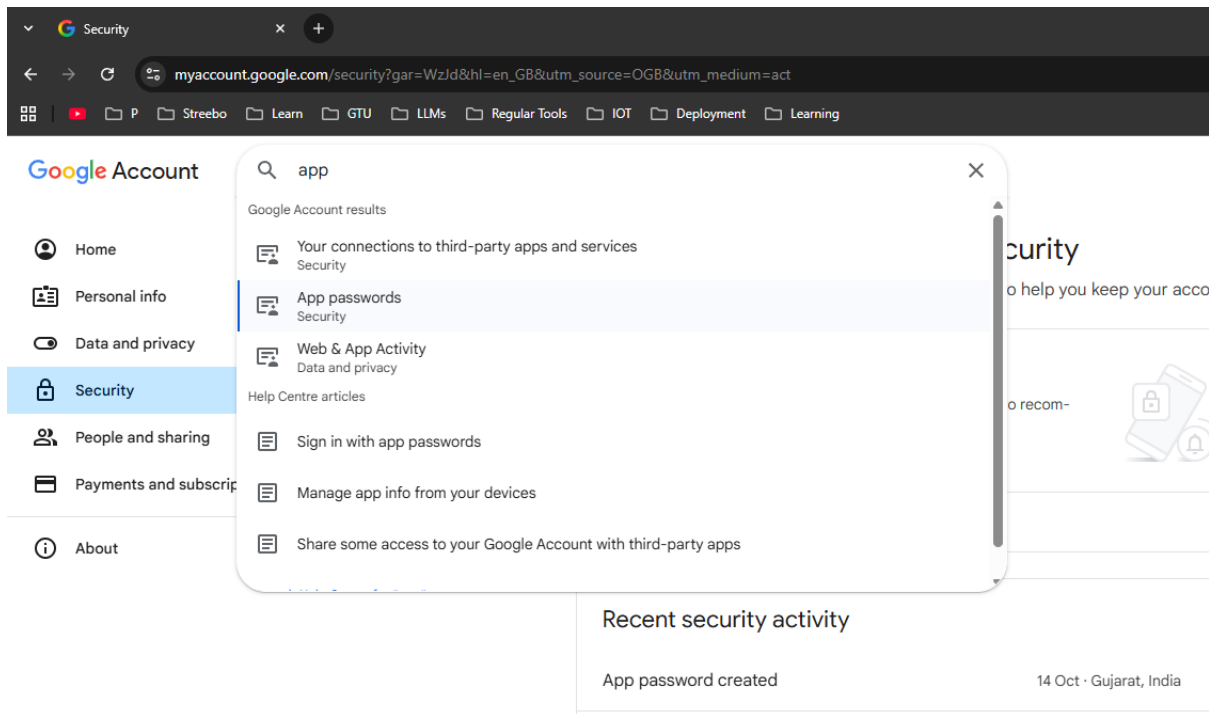 Security
myaccount.google.com/security?gar=WzJd&hl=en_GB&utm_source=OGB&utm_medium=act
P Streebo Learn GTU LLMs Regular Tools IOT Deployment Learning
Google Account
app
Google Account results
Your connections to third-party apps and services
Security
App passwords
Security
Web & App Activity
Data and privacy
Help Centre articles
Sign in with app passwords
Manage app info from your devices
Share some access to your Google Account with third-party apps
Home
Personal info
Data and privacy
Security
People and sharing
Payments and subscrip
About
curity
o help you keep your acco
o recom-
Recent security activity
App password created 14 Oct · Gujarat, India